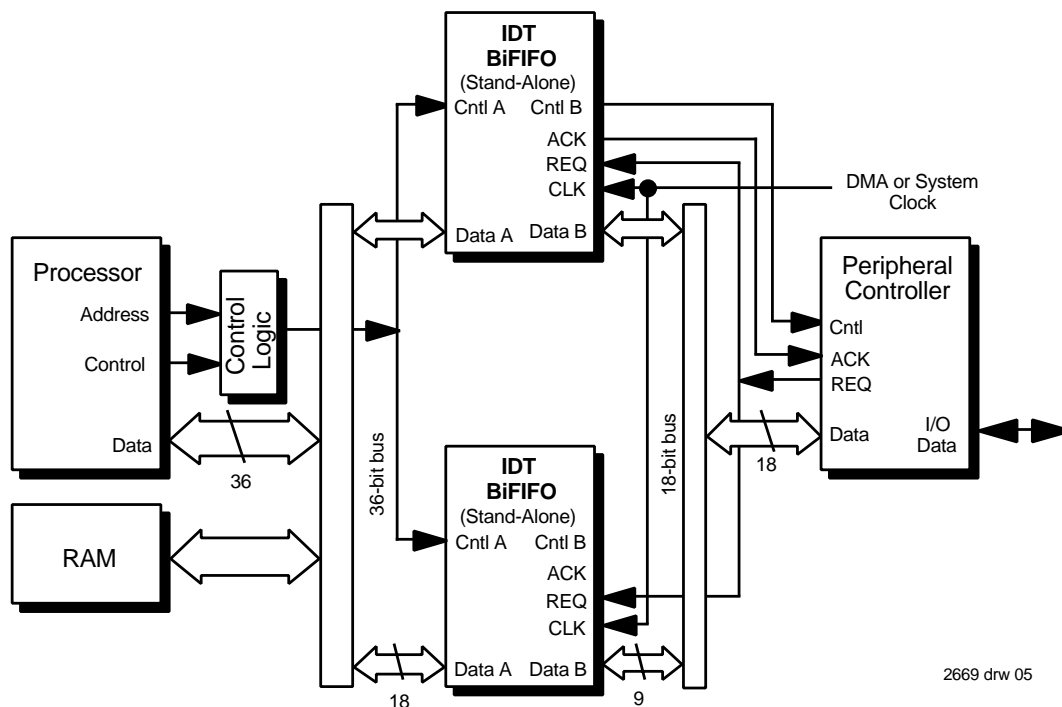 IDT
BiFIFO
(Stand-Alone)
Cntl A
Cntl B
ACK
REQ
CLK
Data A
Data B
DMA or System
Clock
Processor
Address
Control
Data
36
Control
Logic
RAM
36-bit bus
18-bit bus
18
Peripheral
Controller
Cntl
ACK
REQ
Data
I/O
Data
IDT
BiFIFO
(Stand-Alone)
Cntl A
Cntl B
ACK
REQ
CLK
Data A
Data B
18
9
2669 drw 05